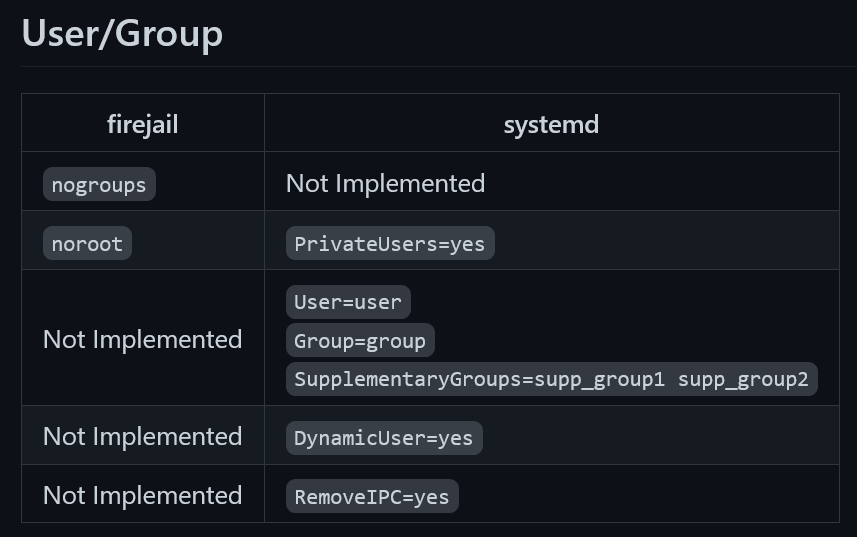 User/Group
firejail systemd
nogroups Not Implemented
noroot PrivateUsers=yes
Not Implemented
User=user
Group=group
SupplementaryGroups=supp_group1 supp_group2
Not Implemented DynamicUser=yes
Not Implemented RemoveIPC=yes